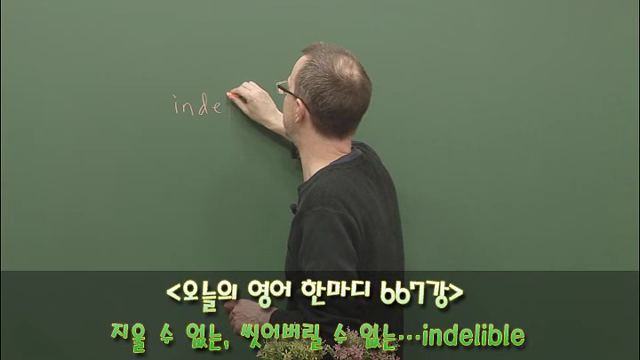 inde
<오늘의 영어 한마디 667강>
지울 수 없는, 씻어버릴 수 없는…indelible